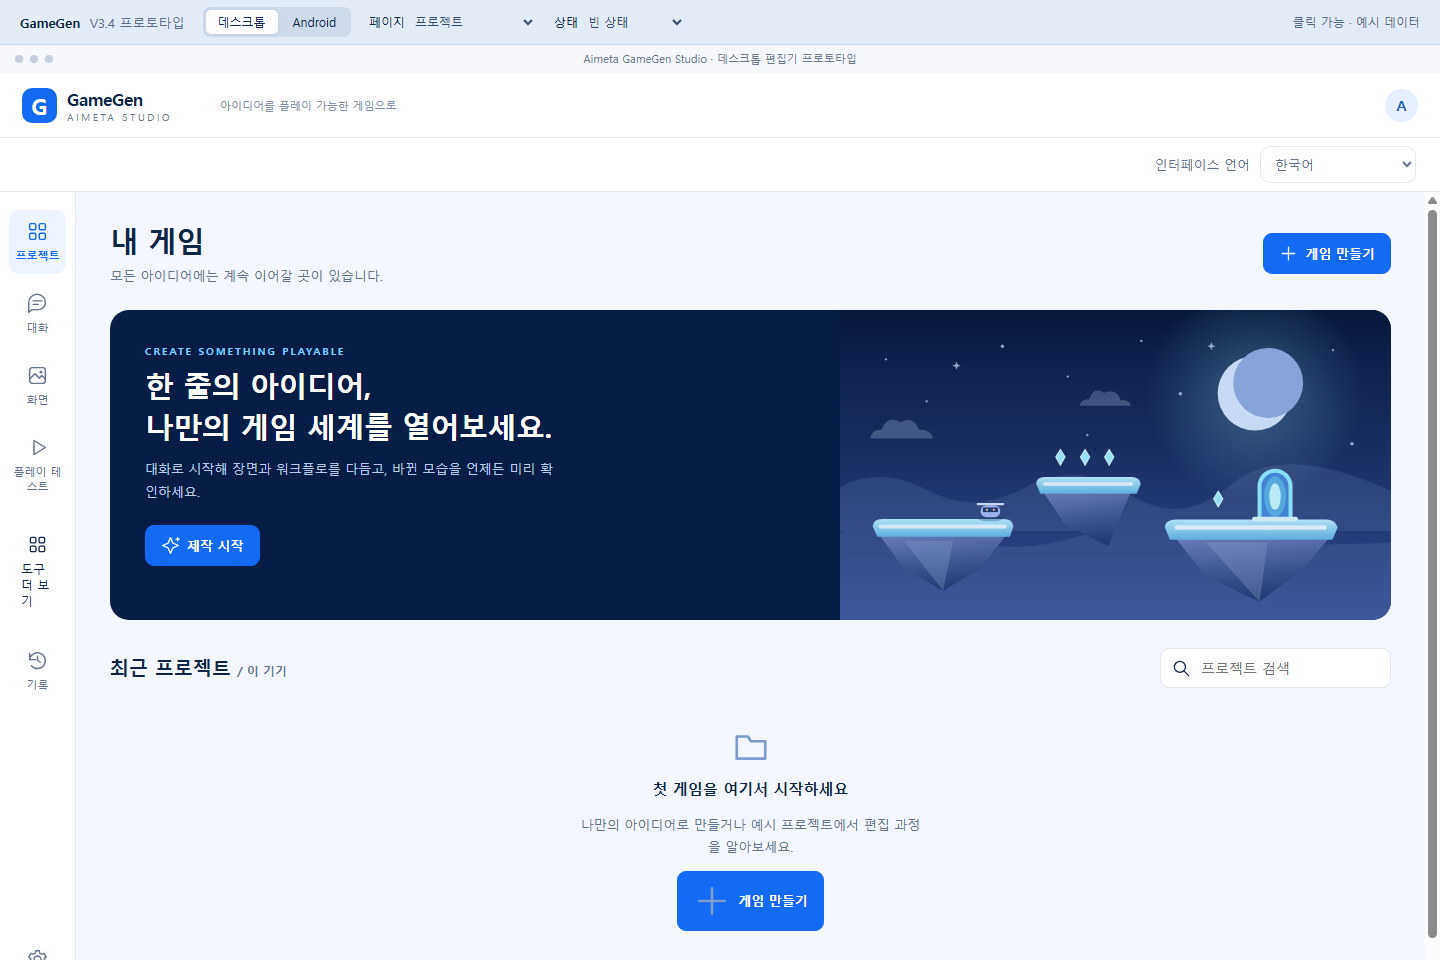 GameGen V3.4 프로토타입 데스크톱 Android 페이지 프로젝트 상태 빈 상태 클릭 가능 · 예시 데이터
Aimeta GameGen Studio · 데스크톱 편집기 프로토타입
G GameGen
AIMETA STUDIO
아이디어를 플레이 가능한 게임으로
A
인터페이스 언어 한국어
프로젝트
대화
화면
플레이 테
스트
도구
더 보
기
기록
내 게임
모든 아이디어에는 계속 이어갈 곳이 있습니다.
게임 만들기
CREATE SOMETHING PLAYABLE
한 줄의 아이디어,
나만의 게임 세계를 열어보세요.
대화로 시작해 장면과 워크플로를 다듬고, 바뀐 모습을 언제든 미리 확
인하세요.
제작 시작
최근 프로젝트 / 이 기기
프로젝트 검색
첫 게임을 여기서 시작하세요
나만의 아이디어로 만들거나 예시 프로젝트에서 편집 과정
을 알아보세요.
게임 만들기